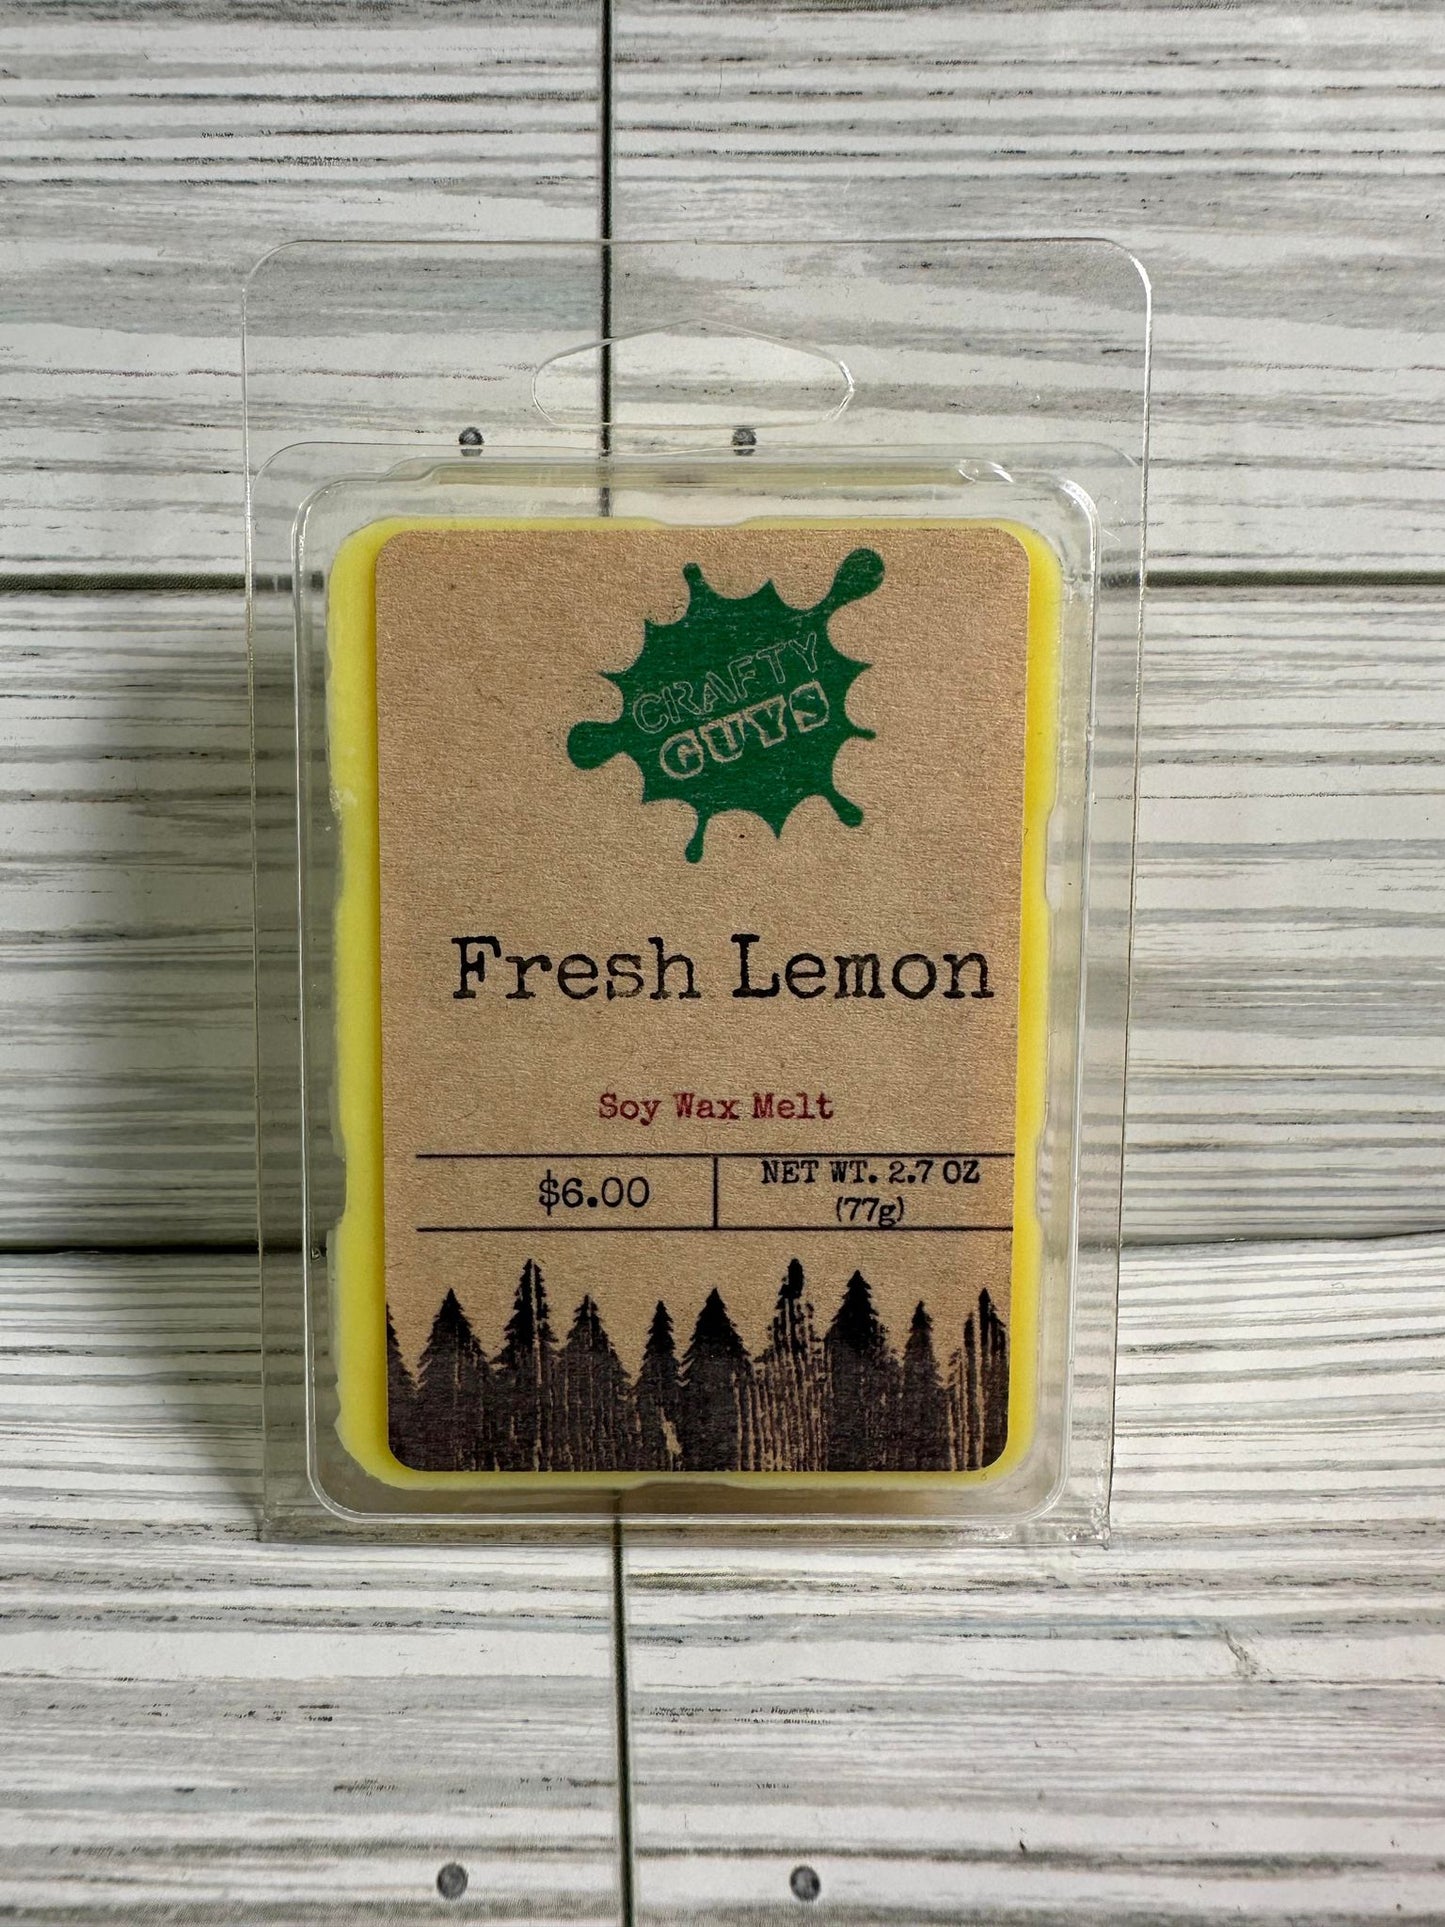 CRAFTY
GUYS
Fresh Lemon
Soy Wax Melt
$6.00
NET WT. 2.7 OZ
(77g)